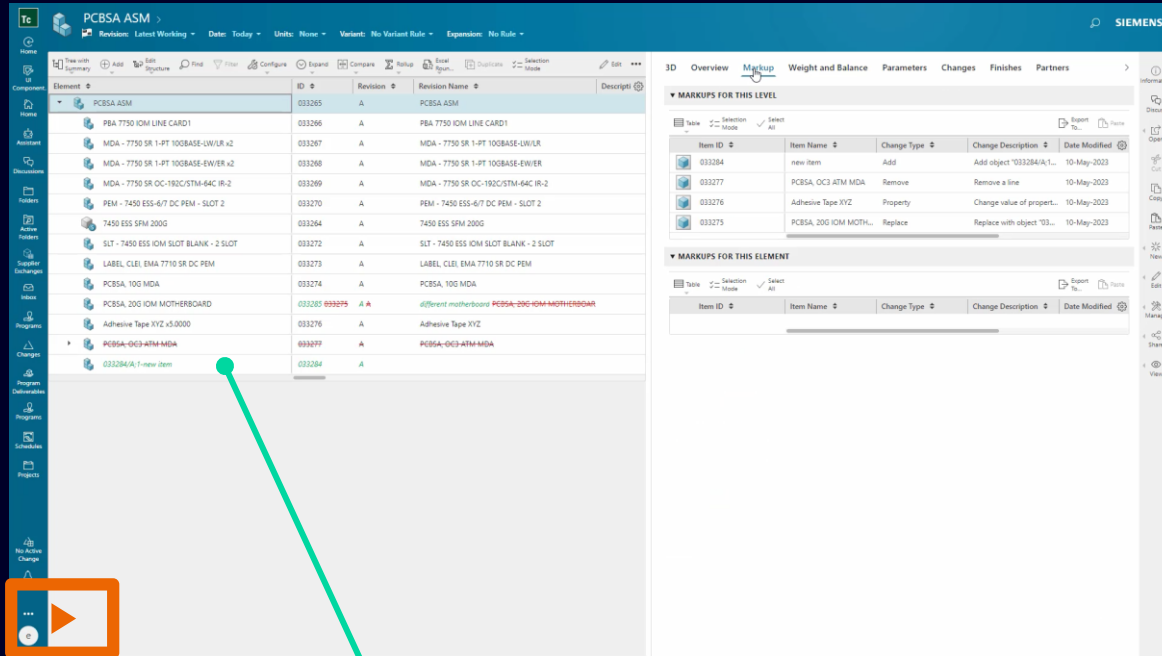 Tc
PCBSA ASM >
Revision: Latest Working Date: Today Units: None Variant: No Variant Rule Expansion: No Rule
SIEMENS
Home
UI
Component
Home
Assistant
Discussions
Folders
Active
Folders
Supplier
Exchanges
Inbox
Programs
Changes
Program
Deliverables
Programs
Schedules
Projects
No Active
Change
e
Tree with Summary Add Edit Structure Find Filter Configure Expand Compare Rollup Excel Roun... Duplicate Selection Mode Edit
Element ID Revision Revision Name Descripti
PCBSA ASM 033265 A PCBSA ASM
PBA 7750 IOM LINE CARD1 033266 A PBA 7750 IOM LINE CARD1
MDA - 7750 SR 1-PT 10GBASE-LW/LR x2 033267 A MDA - 7750 SR 1-PT 10GBASE-LW/LR
MDA - 7750 SR 1-PT 10GBASE-EW/ER x2 033268 A MDA - 7750 SR 1-PT 10GBASE-EW/ER
MDA - 7750 SR OC-192C/STM-64C IR-2 033269 A MDA - 7750 SR OC-192C/STM-64C IR-2
PEM - 7450 ESS-6/7 DC PEM - SLOT 2 033270 A PEM - 7450 ESS-6/7 DC PEM - SLOT 2
7450 ESS SFM 200G 033264 A 7450 ESS SFM 200G
SLT - 7450 ESS IOM SLOT BLANK - 2 SLOT 033272 A SLT - 7450 ESS IOM SLOT BLANK - 2 SLOT
LABEL, CLEI, EMA 7710 SR DC PEM 033273 A LABEL, CLEI, EMA 7710 SR DC PEM
PCBSA, 10G MDA 033274 A PCBSA, 10G MDA
PCBSA, 20G IOM MOTHERBOARD 033285 033275 A A different motherboard PCBSA, 20G IOM MOTHERBOAR
Adhesive Tape XYZ x5.0000 033276 A Adhesive Tape XYZ
PCBSA, OC3 ATM MDA 033277 A PCBSA, OC3 ATM MDA
033284/A;1-new item 033284 A
3D Overview Markup Weight and Balance Parameters Changes Finishes Partners
MARKUPS FOR THIS LEVEL
Table Selection Mode Select All Export To... Paste
Item ID Item Name Change Type Change Description Date Modified
033284 new item Add Add object "033284/A;1... 10-May-2023
033277 PCBSA, OC3 ATM MDA Remove Remove a line 10-May-2023
033276 Adhesive Tape XYZ Property Change value of propert... 10-May-2023
033275 PCBSA, 20G IOM MOTH... Replace Replace with object "03... 10-May-2023
MARKUPS FOR THIS ELEMENT
Table Selection Mode Select All Export To... Paste
Item ID Item Name Change Type Change Description Date Modified
Informa
Discu
Open
Cut
Copy
Paste
New
Edit
Manag
Shar
View